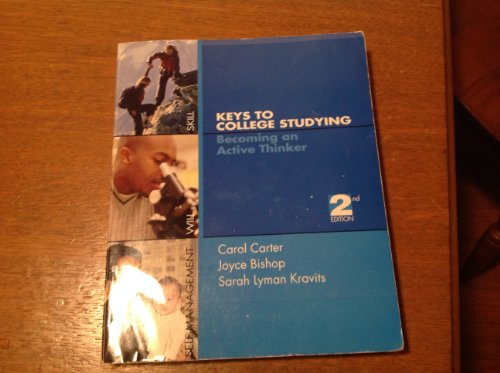 KEYS TO
COLLEGE STUDYING
Becoming an
Active Thinker
2nd
EDITION
Carol Carter
Joyce Bishop
Sarah Lyman Kravits
SKILL
WILL
SELF-MANAGEMENT